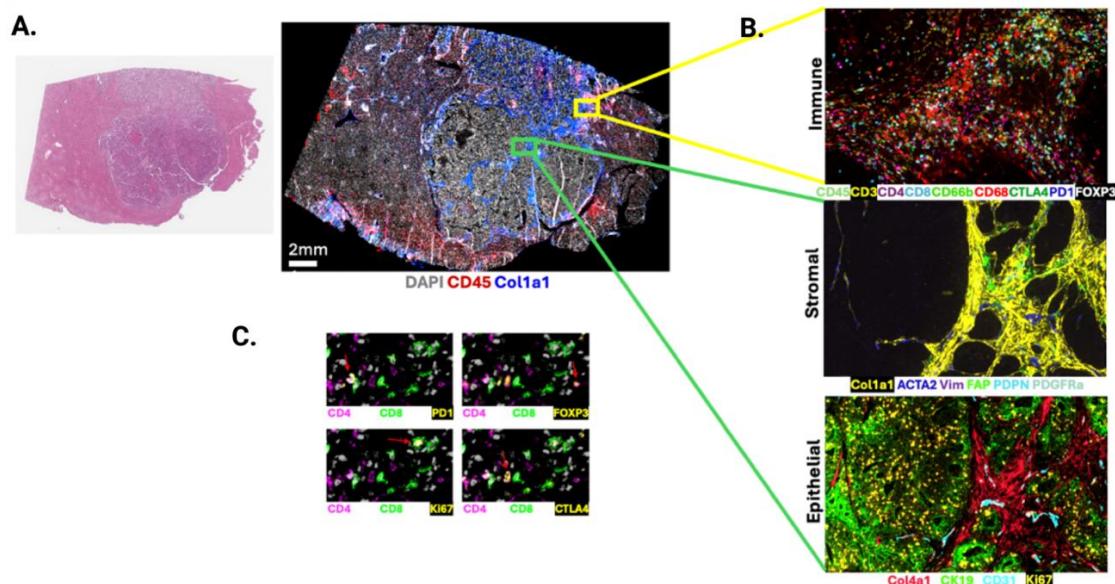 A.
B.
Immune
CD45 CD3 CD4 CD8 CD66b CD68 CTLA4 PD1 FOXP3
2mm
DAPI CD45 Col1a1
Stromal
Col1a1 ACTA2 Vim FAP PDPN PDGFRa
C.
CD4 CD8 PD1
CD4 CD8 FOXP3
CD4 CD8 Ki67
CD4 CD8 CTLA4
Epithelial
Col4a1 CK19 CD31 Ki67